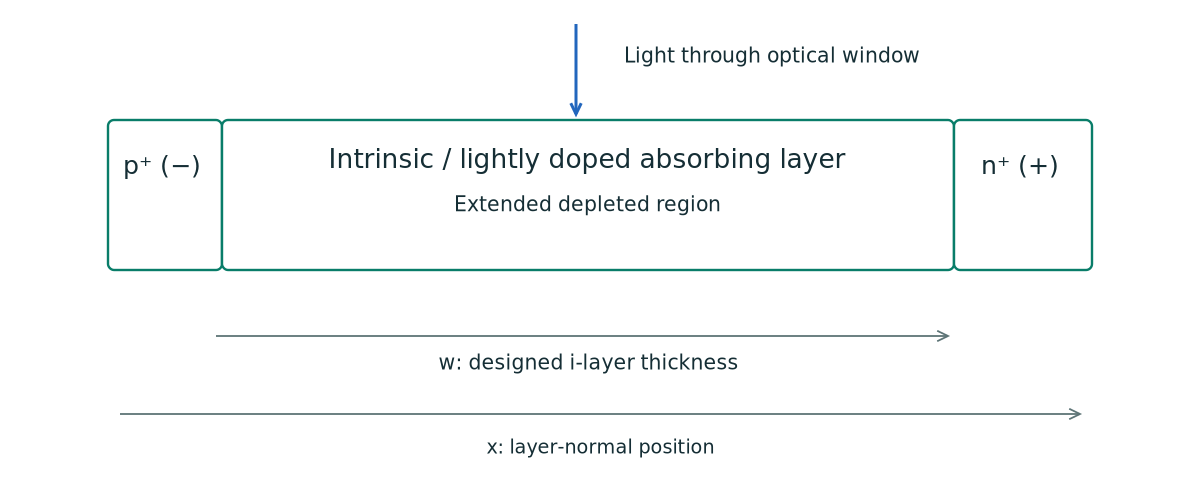 Light through optical window
p⁺ (−)
Intrinsic / lightly doped absorbing layer
n⁺ (+)
Extended depleted region
w: designed i-layer thickness
x: layer-normal position